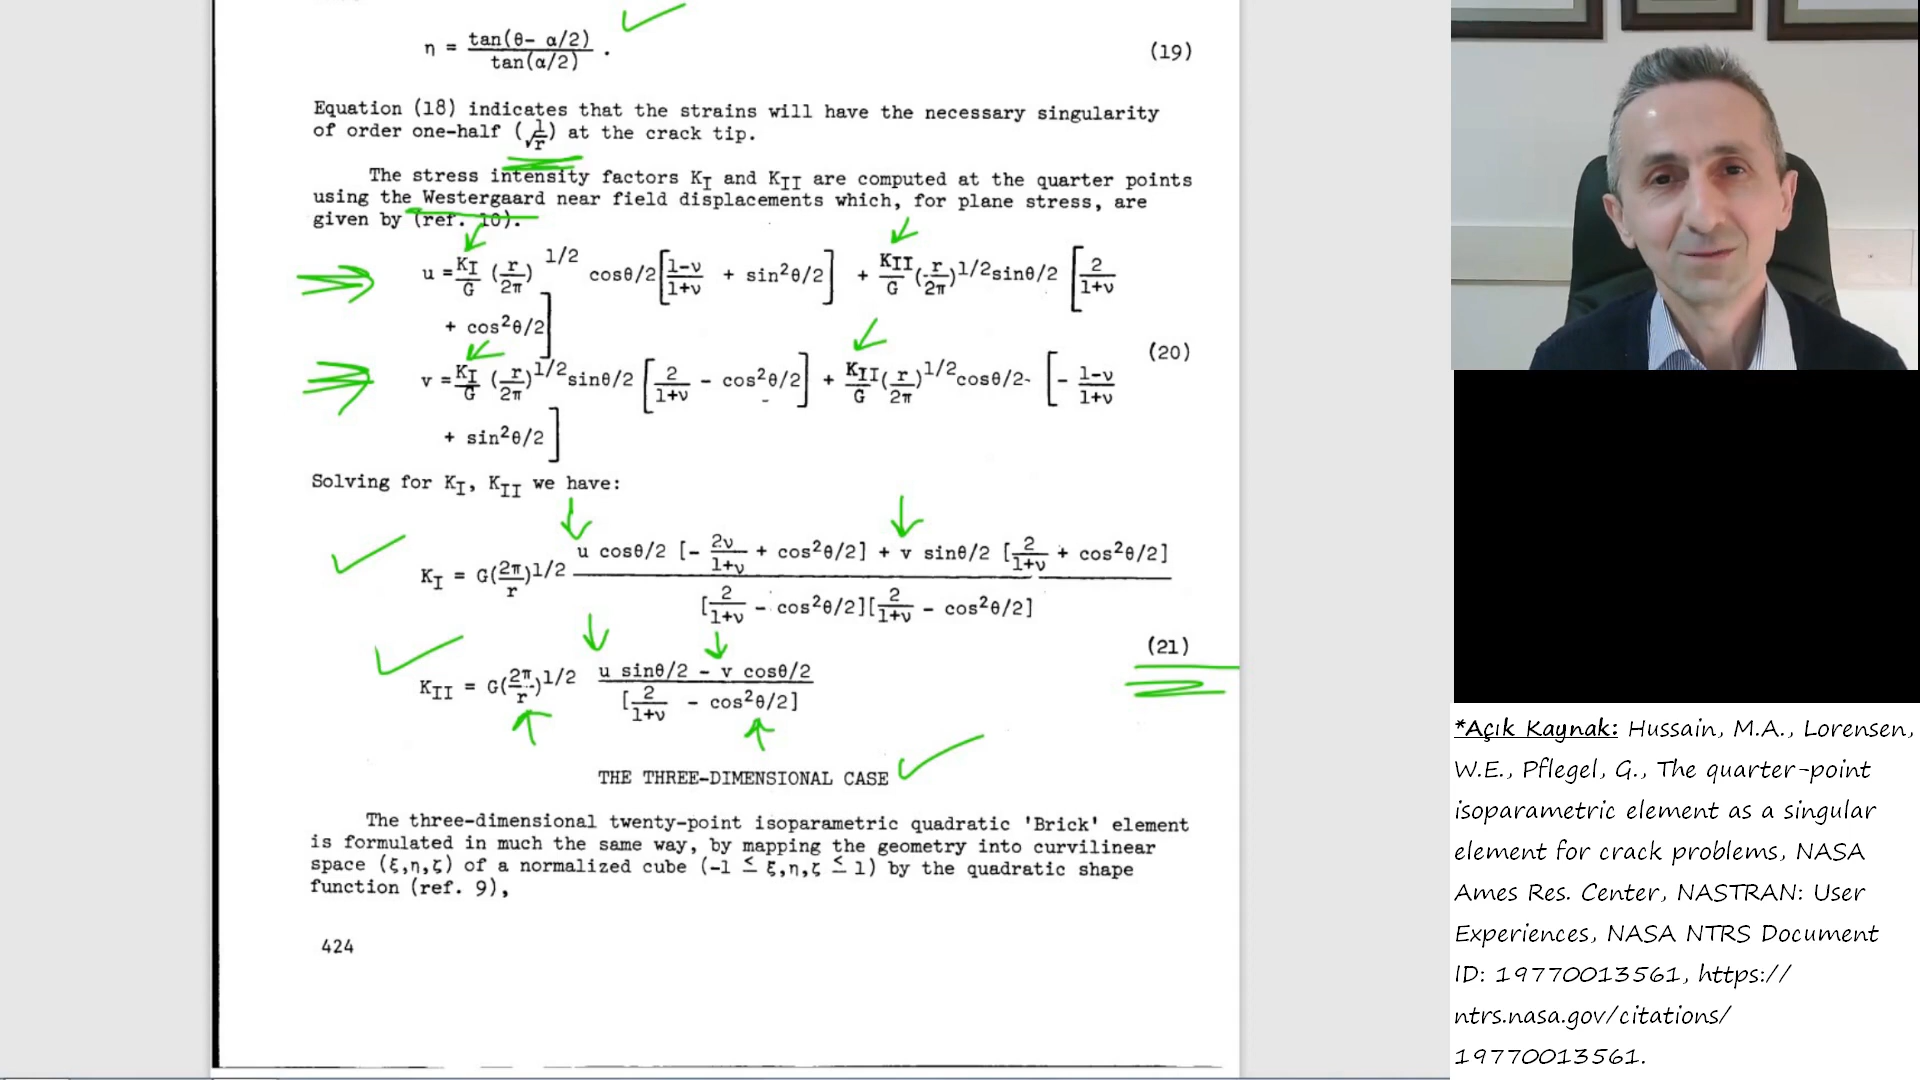 η = tan(θ- α/2) / tan(α/2) . (19)
Equation (18) indicates that the strains will have the necessary singularity
of order one-half (1/√r) at the crack tip.
The stress intensity factors K_I and K_II are computed at the quarter points
using the Westergaard near field displacements which, for plane stress, are
given by (ref. 10).
u = K_I/G (r/2π)^1/2 cosθ/2 [1-ν/1+ν + sin²θ/2] + K_II/G (r/2π)^1/2 sinθ/2 [2/1+ν
+ cos²θ/2]
(20)
v = K_I/G (r/2π)^1/2 sinθ/2 [2/1+ν - cos²θ/2] + K_II/G (r/2π)^1/2 cosθ/2 [- 1-ν/1+ν
+ sin²θ/2]
Solving for K_I, K_II we have:
K_I = G(2π/r)^1/2 u cosθ/2 [- 2ν/1+ν + cos²θ/2] + v sinθ/2 [2/1+ν + cos²θ/2]
[2/1+ν - cos²θ/2][2/1+ν - cos²θ/2]
(21)
K_II = G(2π/r)^1/2 u sinθ/2 - v cosθ/2
[2/1+ν - cos²θ/2]
THE THREE-DIMENSIONAL CASE
The three-dimensional twenty-point isoparametric quadratic 'Brick' element
is formulated in much the same way, by mapping the geometry into curvilinear
space (ξ,η,ζ) of a normalized cube (-1 ≤ ξ,η,ζ ≤ 1) by the quadratic shape
function (ref. 9),
424
*Açık Kaynak: Hussain, M.A., Lorensen,
W.E., Pflegel, G., The quarter-point
isoparametric element as a singular
element for crack problems, NASA
Ames Res. Center, NASTRAN: User
Experiences, NASA NTRS Document
ID: 19770013561, https://
ntrs.nasa.gov/citations/
19770013561.